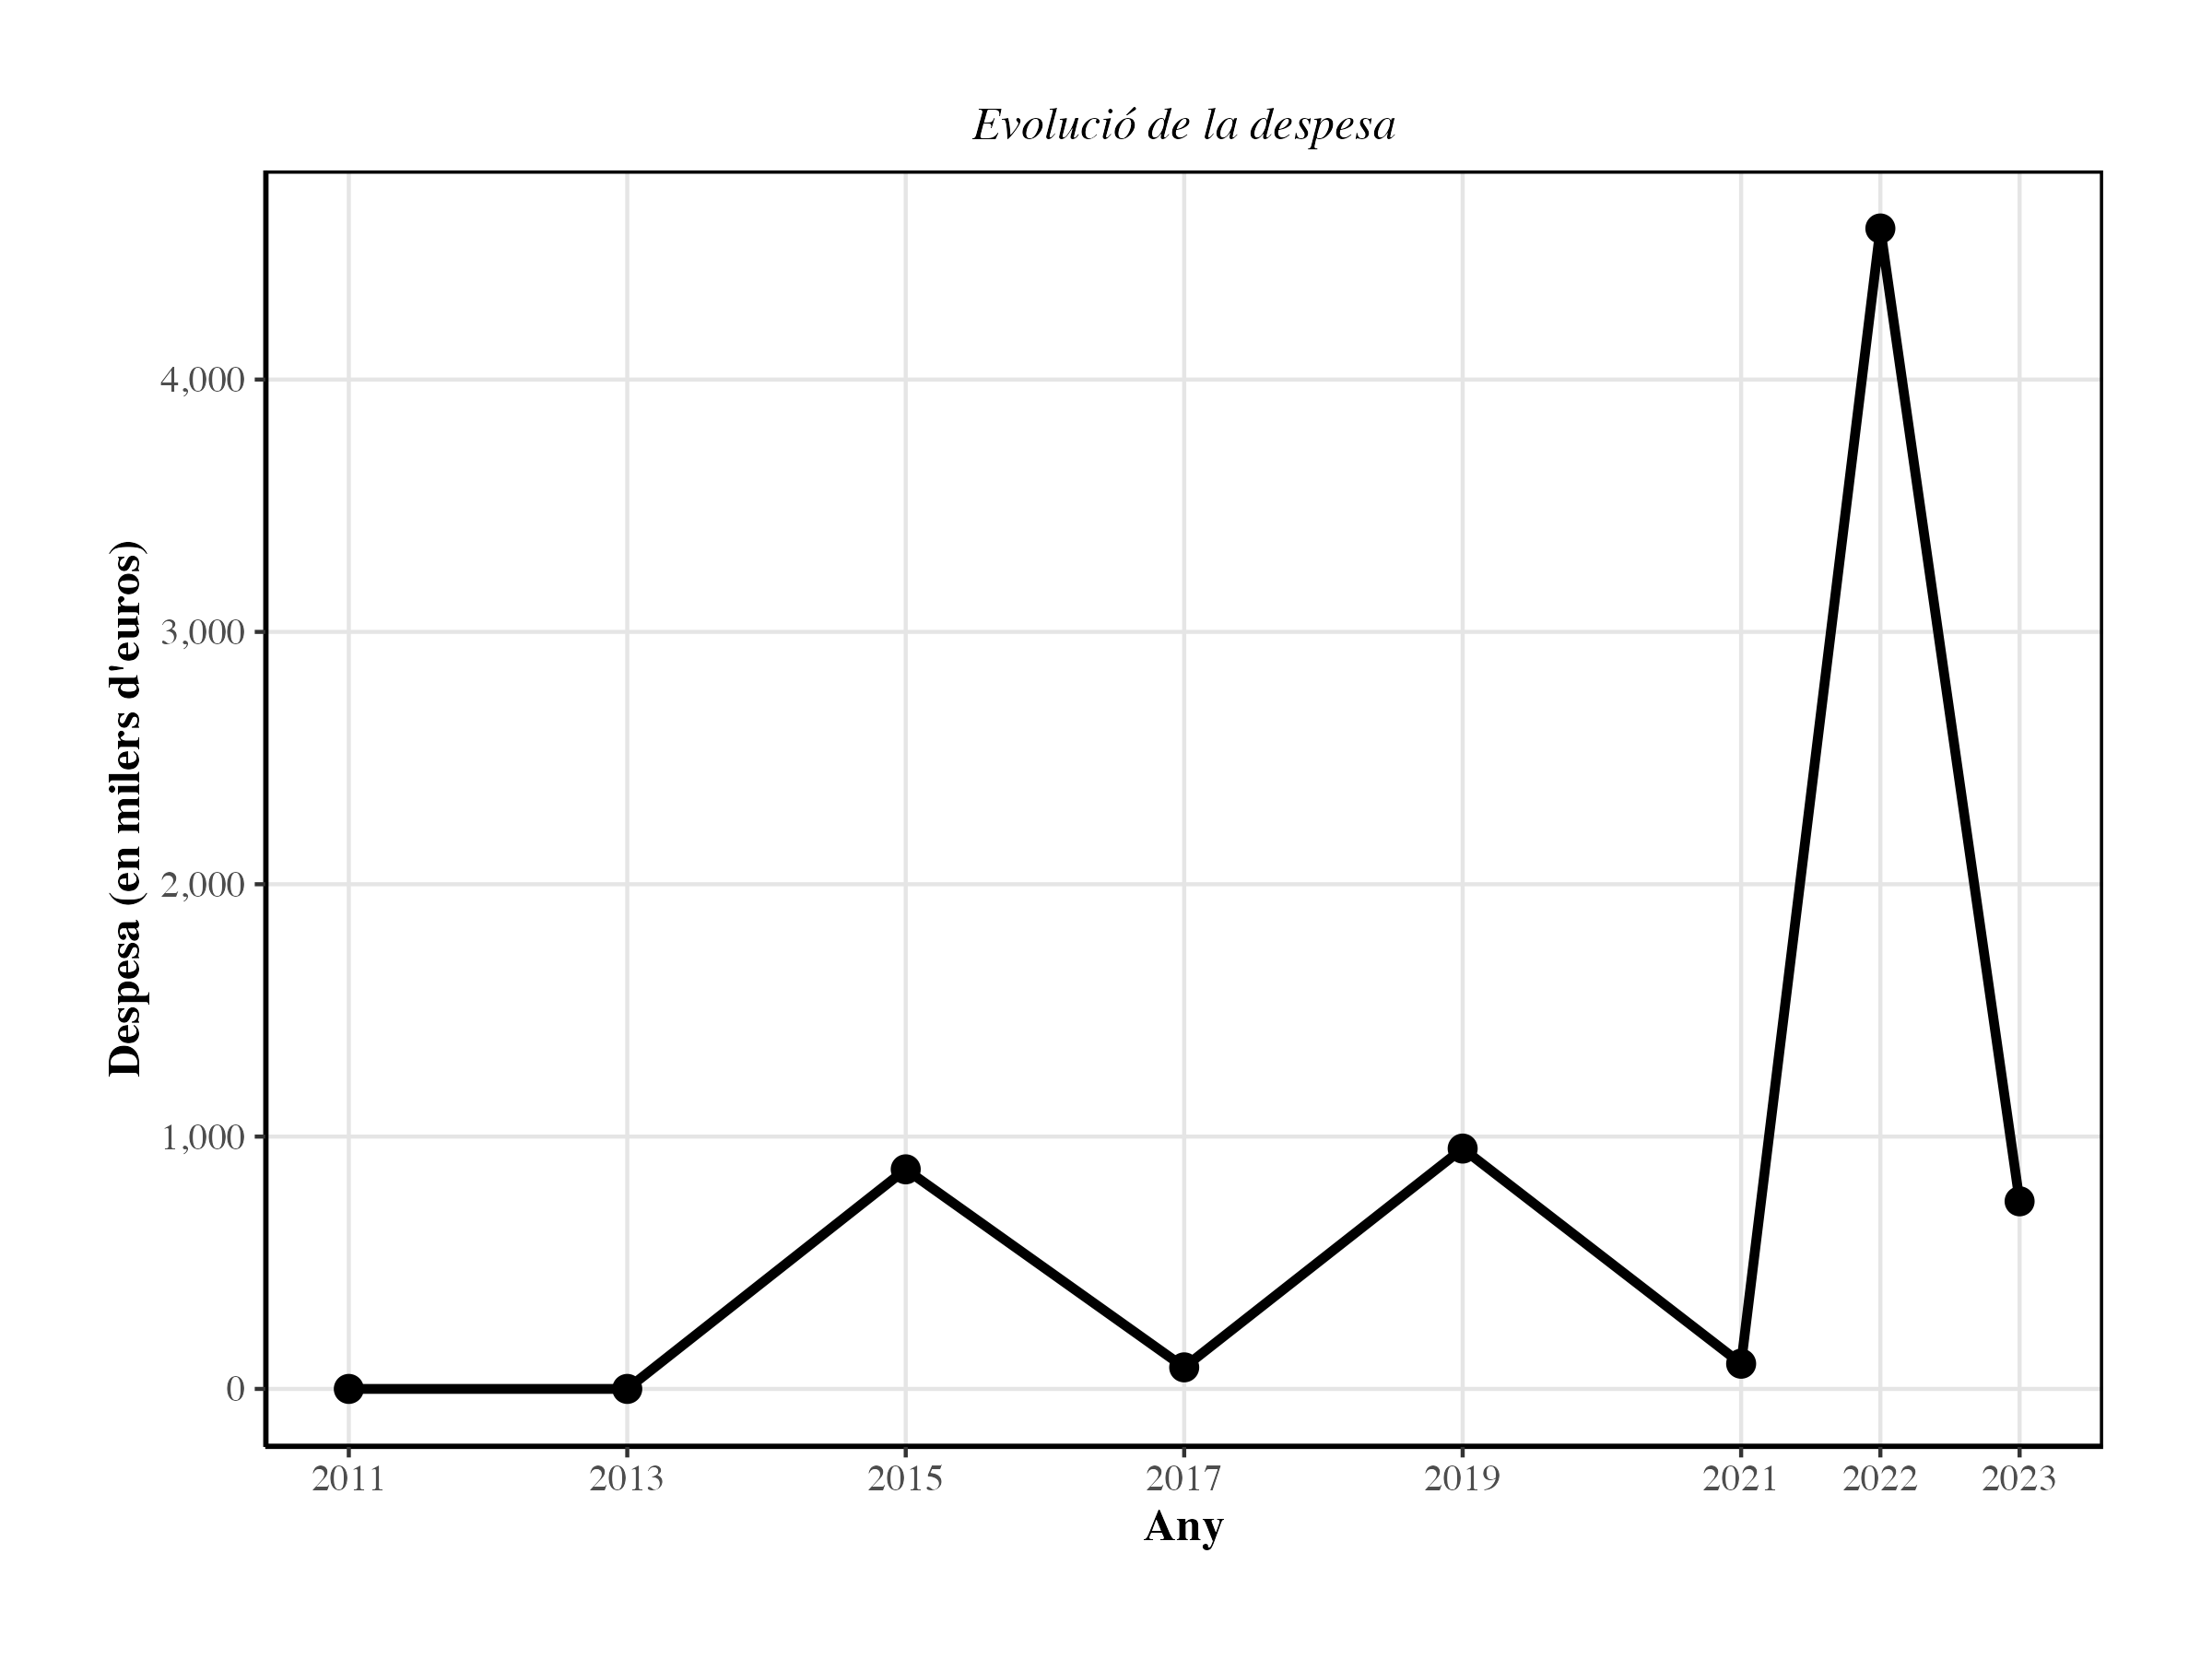 Evolució de la despesa
Despesa (en milers d'euros)
4,000
3,000
2,000
1,000
0
2011 2013 2015 2017 2019 2021 2022 2023
Any